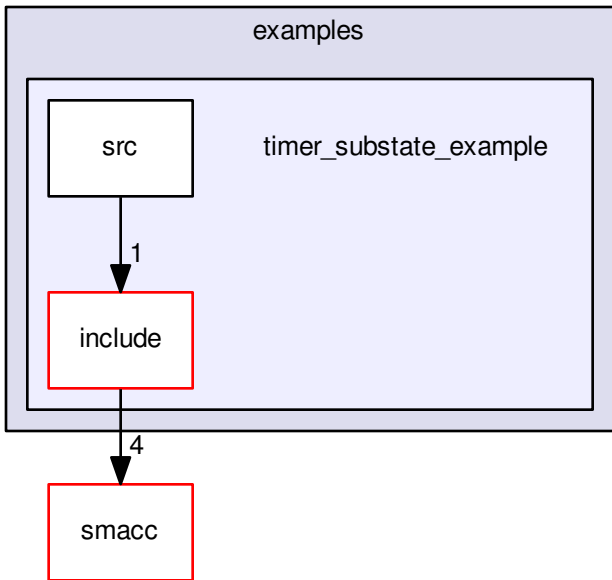 examples
src
timer_substate_example
1
include
4
smacc